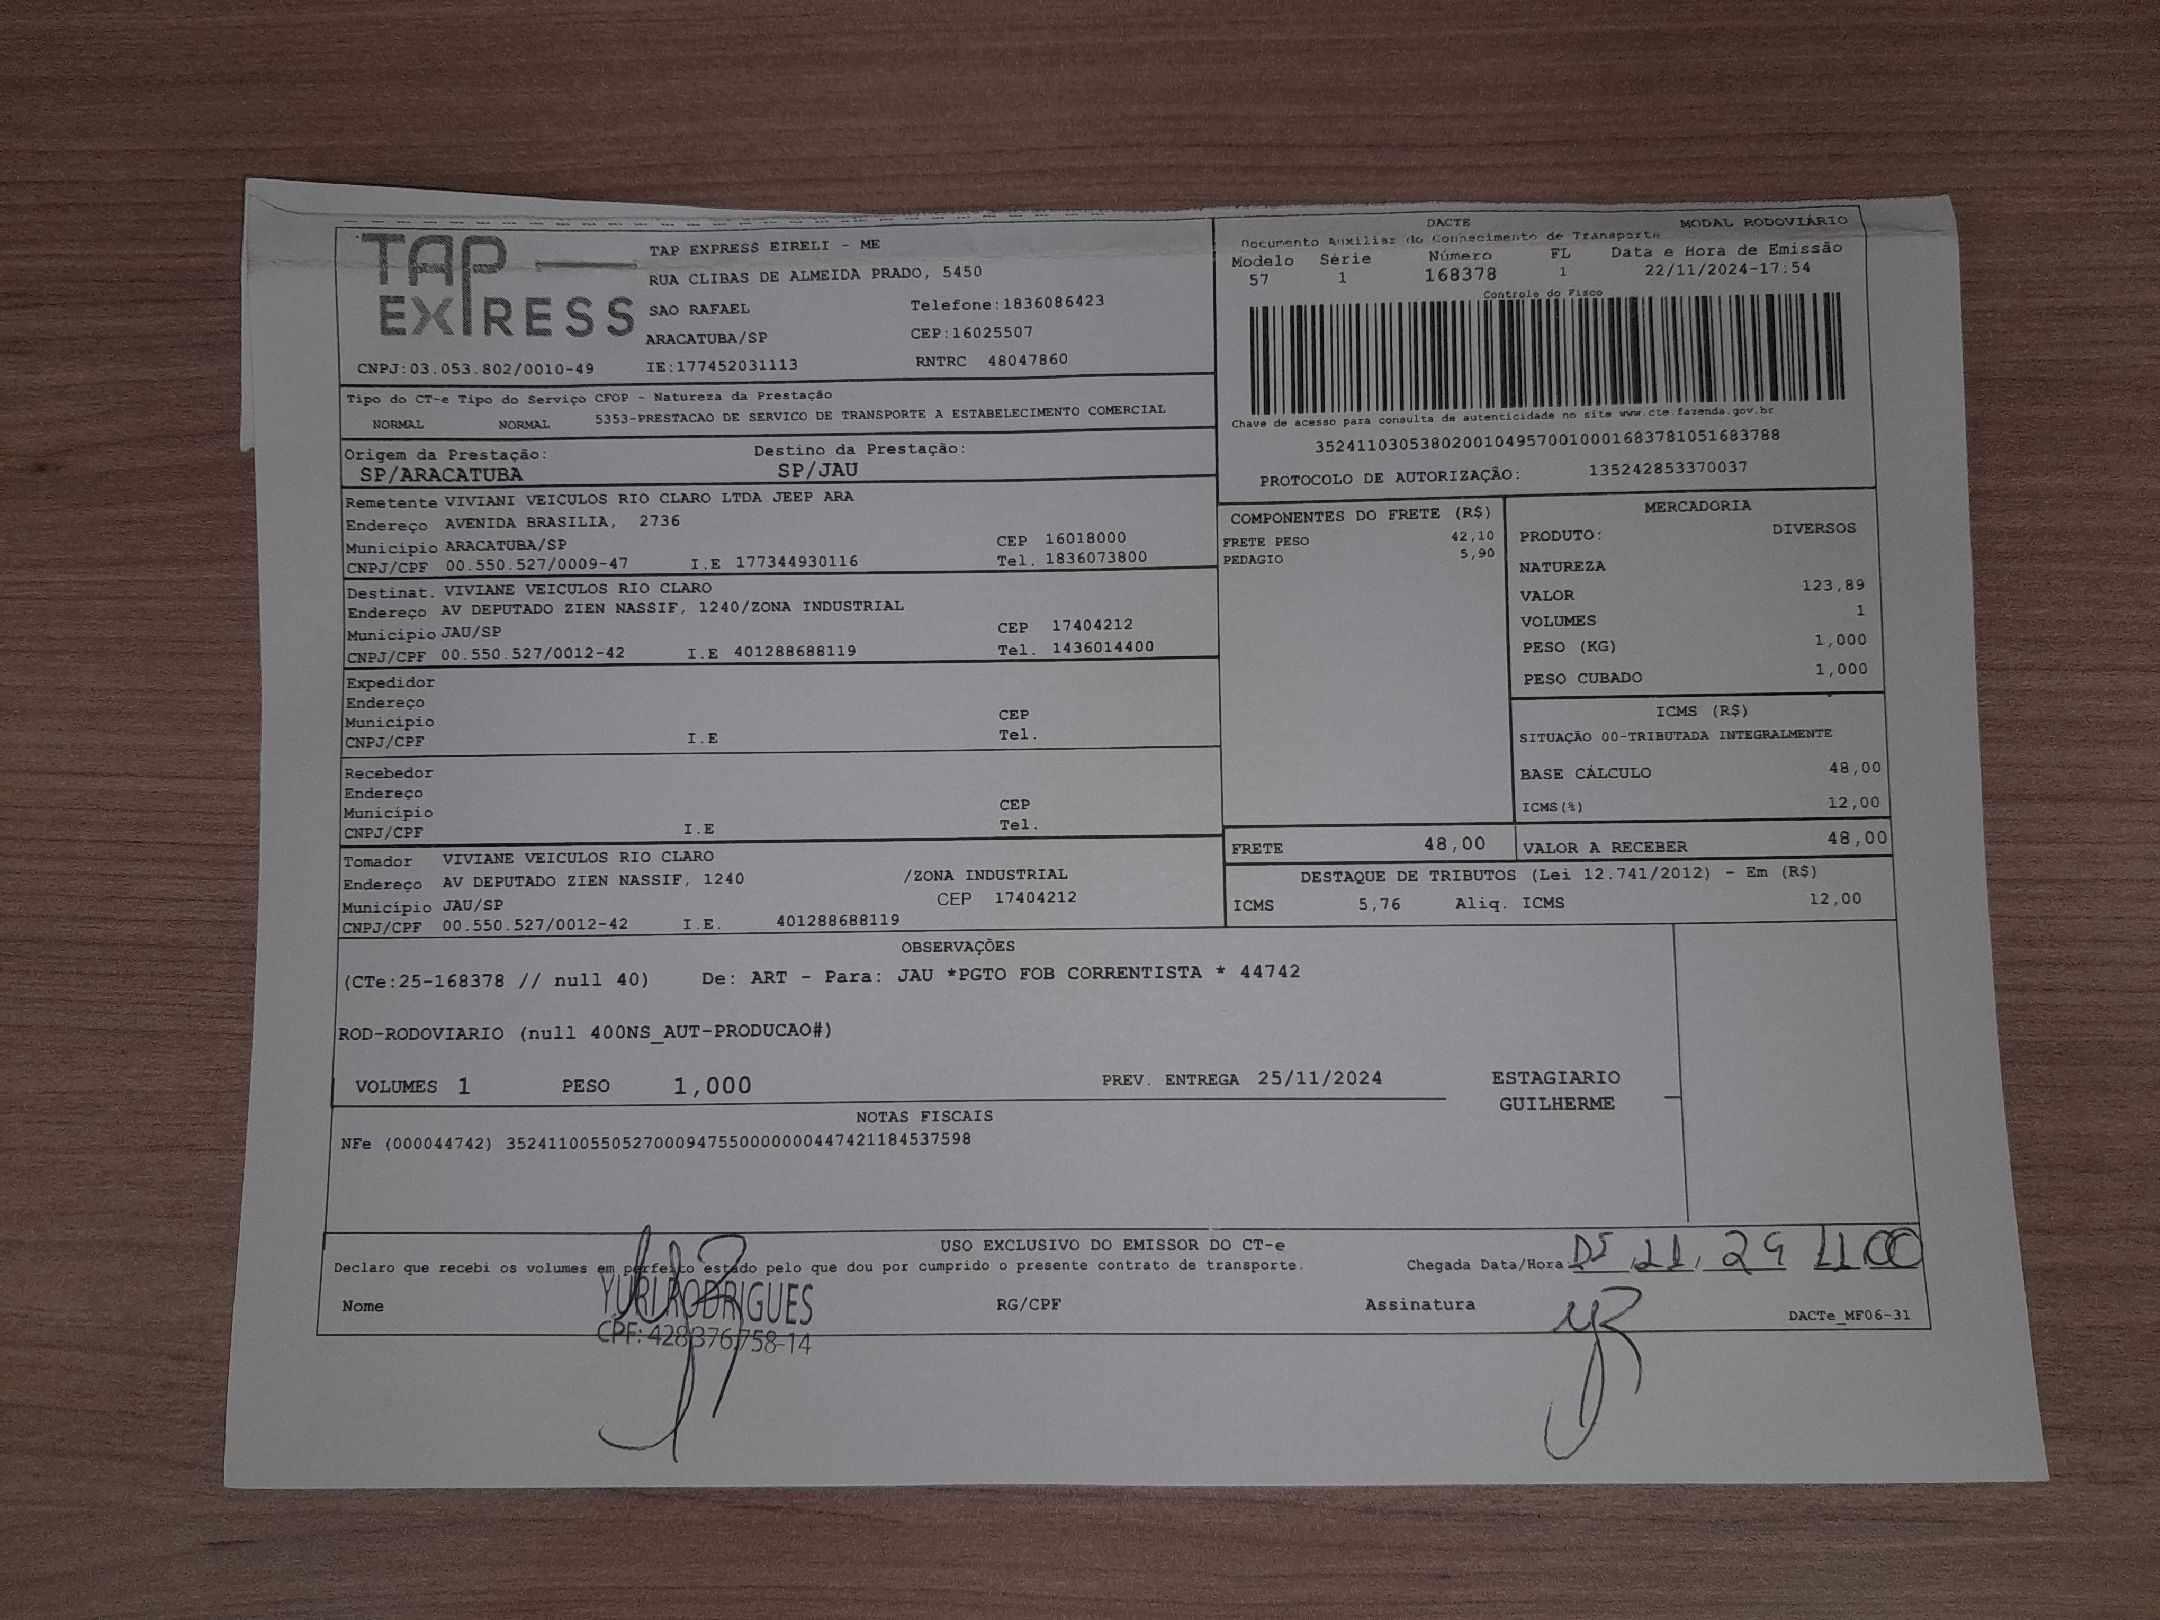 TAP EXPRESS
TAP EXPRESS EIRELI - ME
RUA CLIBAS DE ALMEIDA PRADO, 5450
SAO RAFAEL Telefone:1836086423
ARACATUBA/SP CEP:16025507
CNPJ:03.053.802/0010-49 IE:177452031113 RNTRC 48047860
DACTE MODAL RODOVIÁRIO
Documento Auxiliar do Conhecimento de Transporte
Modelo Série Número FL Data e Hora de Emissão
57 1 168378 1 22/11/2024-17:54
Controle do Fisco
Chave de acesso para consulta de autenticidade no site www.cte.fazenda.gov.br
35241103053802001049570010001683781051683788
PROTOCOLO DE AUTORIZAÇÃO: 135242853370037
Tipo do CT-e Tipo do Serviço CFOP - Natureza da Prestação
NORMAL NORMAL 5353-PRESTACAO DE SERVICO DE TRANSPORTE A ESTABELECIMENTO COMERCIAL
Origem da Prestação: Destino da Prestação:
SP/ARACATUBA SP/JAU
Remetente VIVIANI VEICULOS RIO CLARO LTDA JEEP ARA
Endereço AVENIDA BRASILIA, 2736
Município ARACATUBA/SP CEP 16018000
CNPJ/CPF 00.550.527/0009-47 I.E 177344930116 Tel. 1836073800
Destinat. VIVIANE VEICULOS RIO CLARO
Endereço AV DEPUTADO ZIEN NASSIF, 1240/ZONA INDUSTRIAL
Município JAU/SP CEP 17404212
CNPJ/CPF 00.550.527/0012-42 I.E 401288688119 Tel. 1436014400
Expedidor
Endereço
Município CEP
CNPJ/CPF I.E Tel.
Recebedor
Endereço
Município CEP
CNPJ/CPF I.E Tel.
Tomador VIVIANE VEICULOS RIO CLARO
Endereço AV DEPUTADO ZIEN NASSIF, 1240 /ZONA INDUSTRIAL
Município JAU/SP CEP 17404212
CNPJ/CPF 00.550.527/0012-42 I.E. 401288688119
COMPONENTES DO FRETE (R$)
FRETE PESO 42,10
PEDAGIO 5,90
MERCADORIA
PRODUTO: DIVERSOS
NATUREZA
VALOR 123,89
VOLUMES 1
PESO (KG) 1,000
PESO CUBADO 1,000
ICMS (R$)
SITUAÇÃO 00-TRIBUTADA INTEGRALMENTE
BASE CÁLCULO 48,00
ICMS(%) 12,00
FRETE 48,00 VALOR A RECEBER 48,00
DESTAQUE DE TRIBUTOS (Lei 12.741/2012) - Em (R$)
ICMS 5,76 Aliq. ICMS 12,00
OBSERVAÇÕES
(CTe:25-168378 // null 40) De: ART - Para: JAU *PGTO FOB CORRENTISTA * 44742
ROD-RODOVIARIO (null 400NS_AUT-PRODUCAO#)
VOLUMES 1 PESO 1,000 PREV. ENTREGA 25/11/2024 ESTAGIARIO
GUILHERME
NOTAS FISCAIS
NFe (000044742) 35241100550527000947550000000447421184537598
USO EXCLUSIVO DO EMISSOR DO CT-e
Declaro que recebi os volumes em perfeito estado pelo que dou por cumprido o presente contrato de transporte. Chegada Data/Hora:
Nome YURI RODRIGUES RG/CPF Assinatura DACTe_MF06-31
CPF: 428376758-14